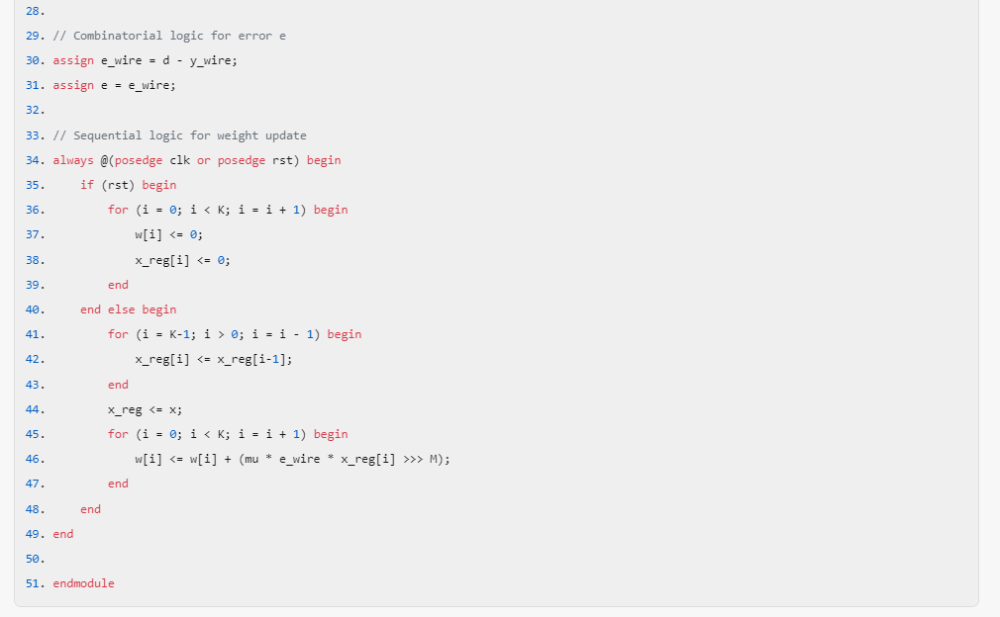 28.
29. // Combinatorial logic for error e
30. assign e_wire = d - y_wire;
31. assign e = e_wire;
32.
33. // Sequential logic for weight update
34. always @(posedge clk or posedge rst) begin
35.     if (rst) begin
36.         for (i = 0; i < K; i = i + 1) begin
37.             w[i] <= 0;
38.             x_reg[i] <= 0;
39.         end
40.     end else begin
41.         for (i = K-1; i > 0; i = i - 1) begin
42.             x_reg[i] <= x_reg[i-1];
43.         end
44.         x_reg <= x;
45.         for (i = 0; i < K; i = i + 1) begin
46.             w[i] <= w[i] + (mu * e_wire * x_reg[i] >>> M);
47.         end
48.     end
49. end
50.
51. endmodule